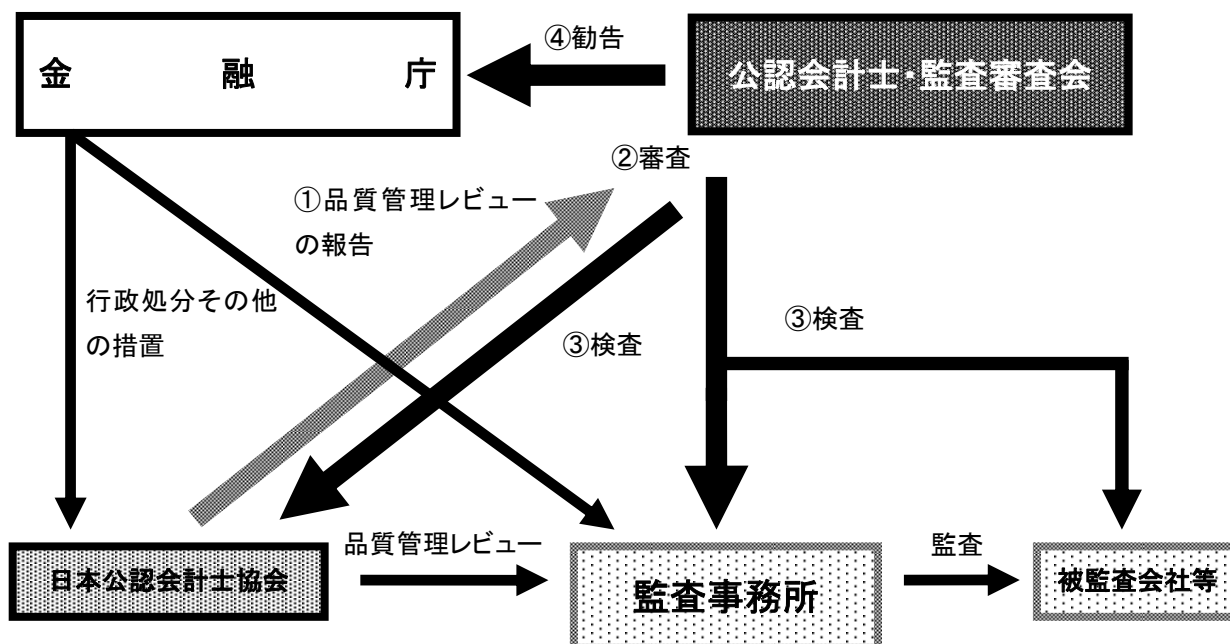 ④勧告
金融庁
公認会計士・監査審査会
②審査
①品質管理レビュー
の報告
行政処分その他
の措置
③検査
③検査
品質管理レビュー
監査
日本公認会計士協会
監査事務所
被監査会社等